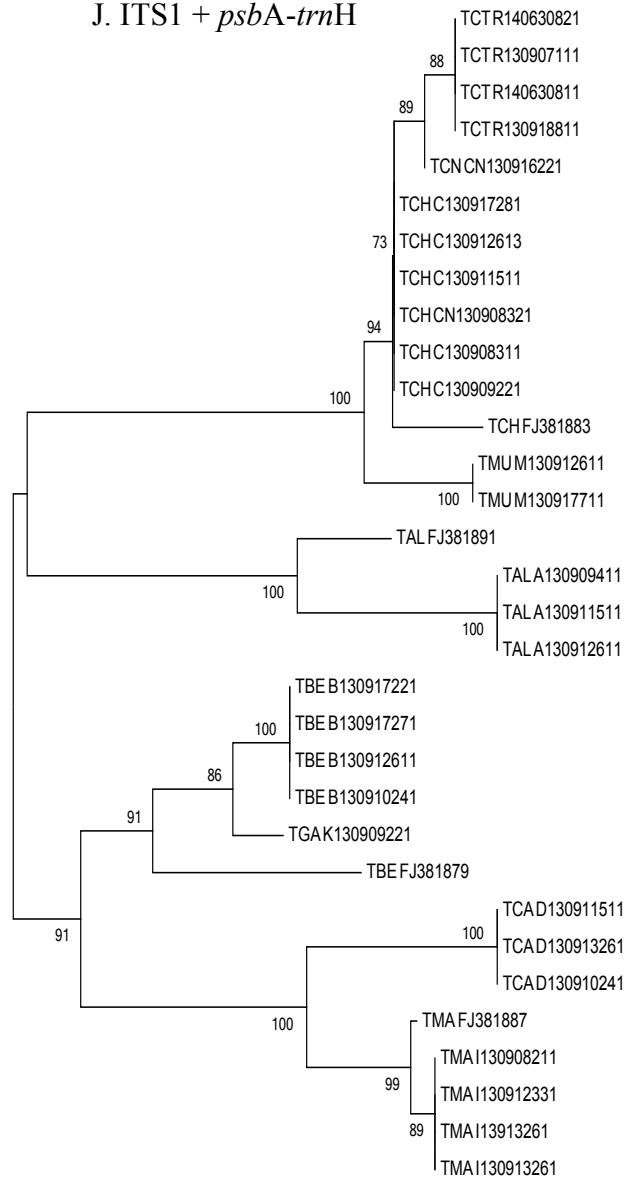 J. ITS1 + psbA-trnH
TCTR140630821
TCTR130907111
88
TCTR140630811
89
TCTR130918811
TCNCN130916221
TCHC130917281
73
TCHC130912613
TCHC130911511
TCHCN130908321
94
TCHC130908311
TCHC130909221
100
TCHFJ381883
TMUM130912611
100
TMUM130917711
TALFJ381891
TALA130909411
100
TALA130911511
100
TALA130912611
TBEB130917221
TBEB130917271
100
TBEB130912611
86
TBEB130910241
91
TGAK130909221
TBEFJ381879
TCAD130911511
91
100
TCAD130913261
TCAD130910241
100
TMAFJ381887
TMAI130908211
99
TMAI130912331
89
TMAI13913261
TMAI130913261